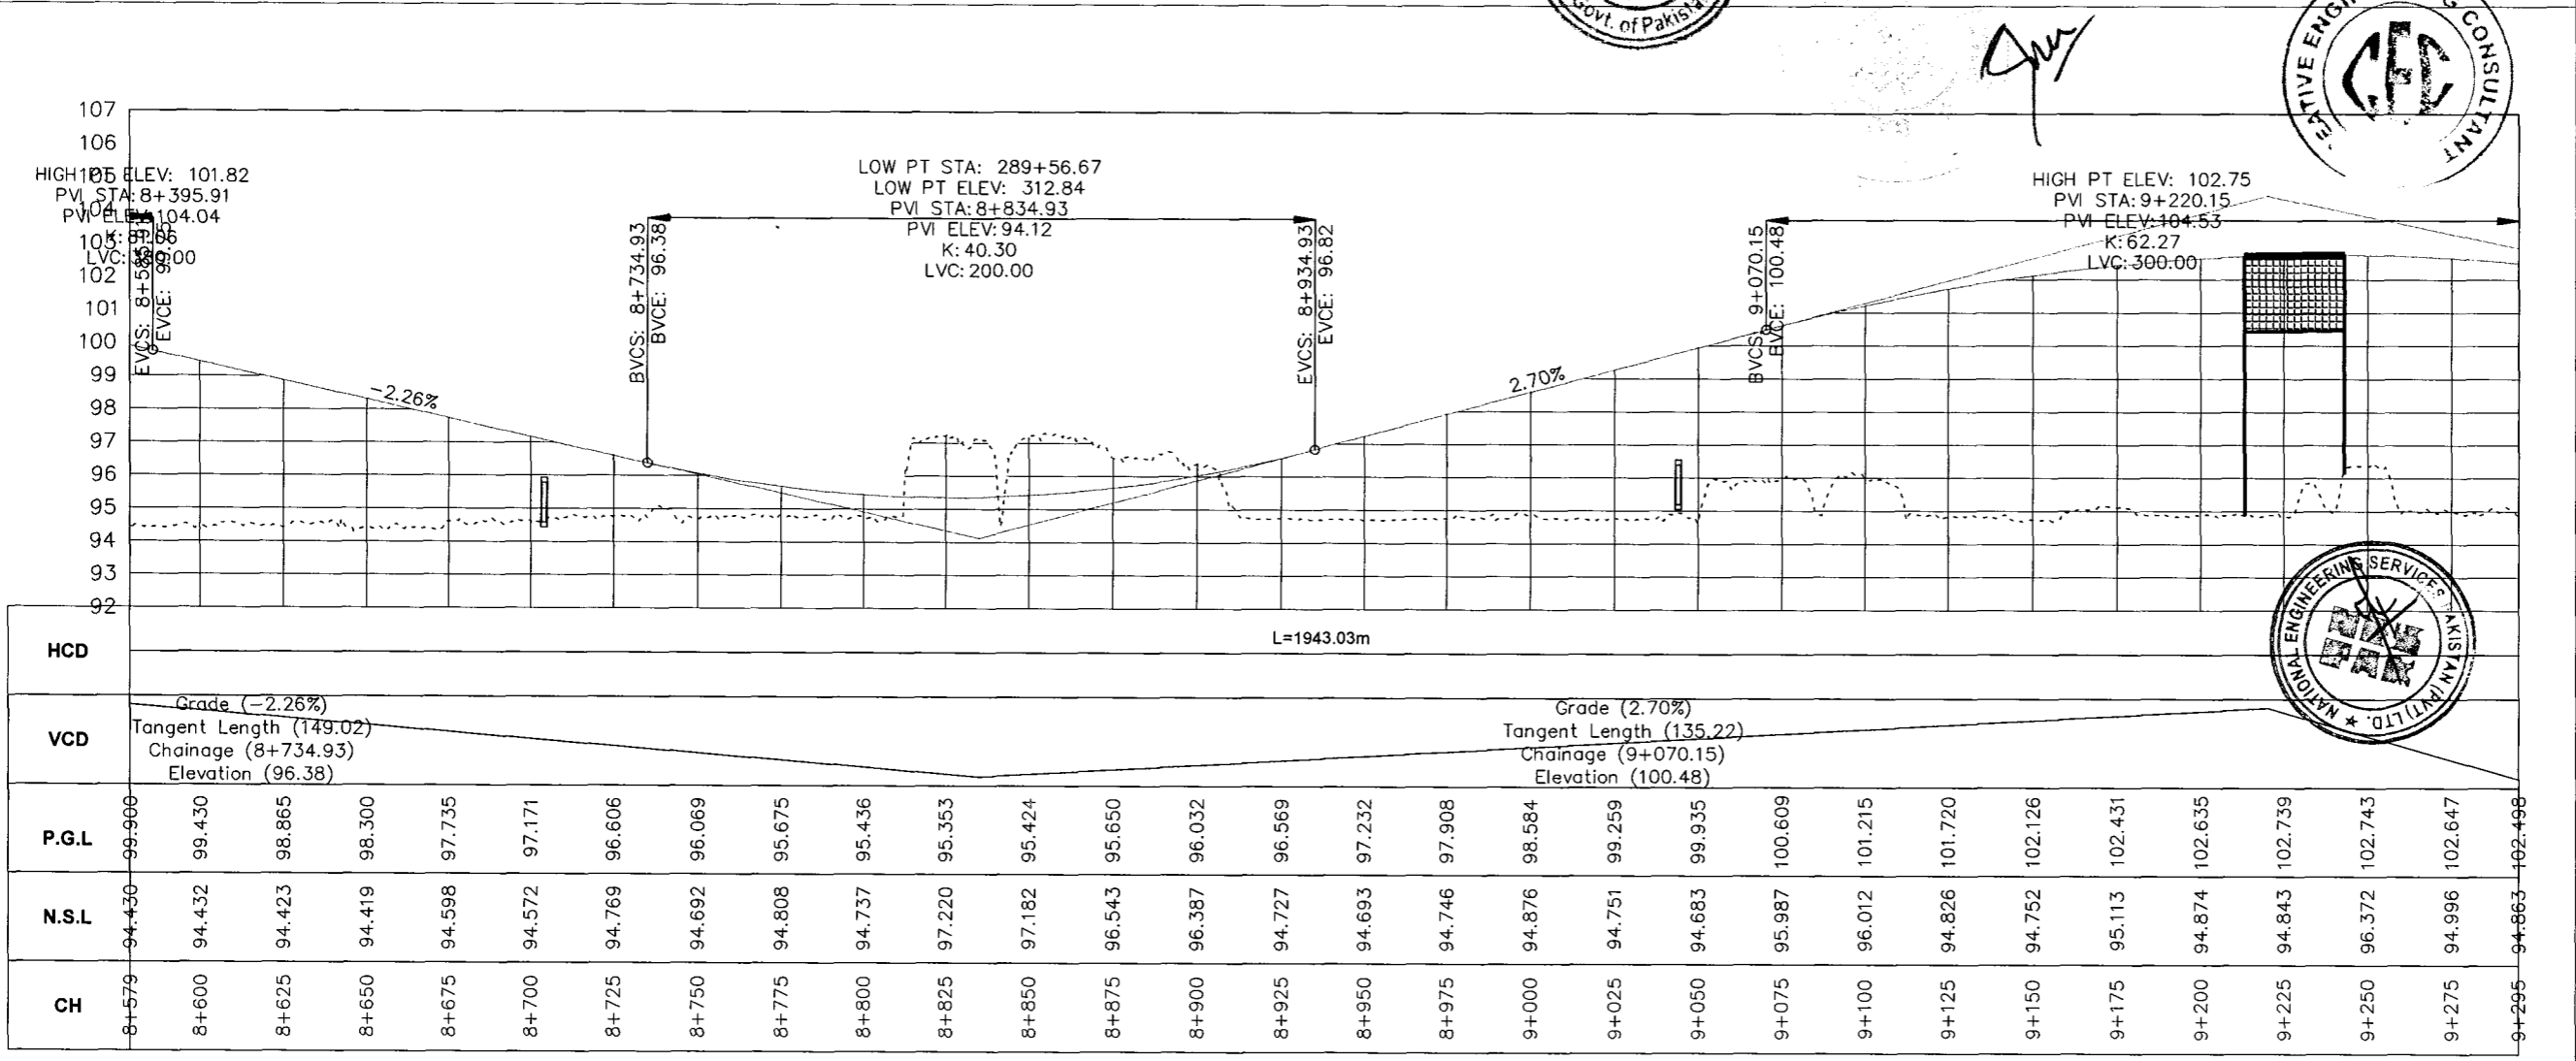 Govt. of Pakista
EATIVE ENGI G CONSULTANT
CEC
107
106
105
104
103
102
101
100
99
98
97
96
95
94
93
92
HIGH PT ELEV: 101.82
PVI STA: 8+395.91
PVI ELEV: 104.04
LVC:
EVCS:
EVCE:
-2.26%
BVCS: 8+734.93
BVCE: 96.38
LOW PT STA: 289+56.67
LOW PT ELEV: 312.84
PVI STA: 8+834.93
PVI ELEV: 94.12
K: 40.30
LVC: 200.00
EVCS: 8+934.93
EVCE: 96.82
2.70%
BVCS: 9+070.15
BVCE: 100.48
HIGH PT ELEV: 102.75
PVI STA: 9+220.15
PVI ELEV: 104.53
K: 62.27
LVC: 300.00
NATIONAL ENGINEERING SERVICES PAKISTAN (PVT) LTD. ★
HCD
L=1943.03m
VCD
Grade (-2.26%)
Tangent Length (149.02)
Chainage (8+734.93)
Elevation (96.38)
Grade (2.70%)
Tangent Length (135.22)
Chainage (9+070.15)
Elevation (100.48)
P.G.L 99.900 99.430 98.865 98.300 97.735 97.171 96.606 96.069 95.675 95.436 95.353 95.424 95.650 96.032 96.569 97.232 97.908 98.584 99.259 99.935 100.609 101.215 101.720 102.126 102.431 102.635 102.739 102.743 102.647 102.498
N.S.L 94.430 94.432 94.423 94.419 94.598 94.572 94.769 94.692 94.808 94.737 97.220 97.182 96.543 96.387 94.727 94.693 94.746 94.876 94.751 94.683 95.987 96.012 94.826 94.752 95.113 94.874 94.843 96.372 94.996 94.863
CH 8+579 8+600 8+625 8+650 8+675 8+700 8+725 8+750 8+775 8+800 8+825 8+850 8+875 8+900 8+925 8+950 8+975 9+000 9+025 9+050 9+075 9+100 9+125 9+150 9+175 9+200 9+225 9+250 9+275 9+295